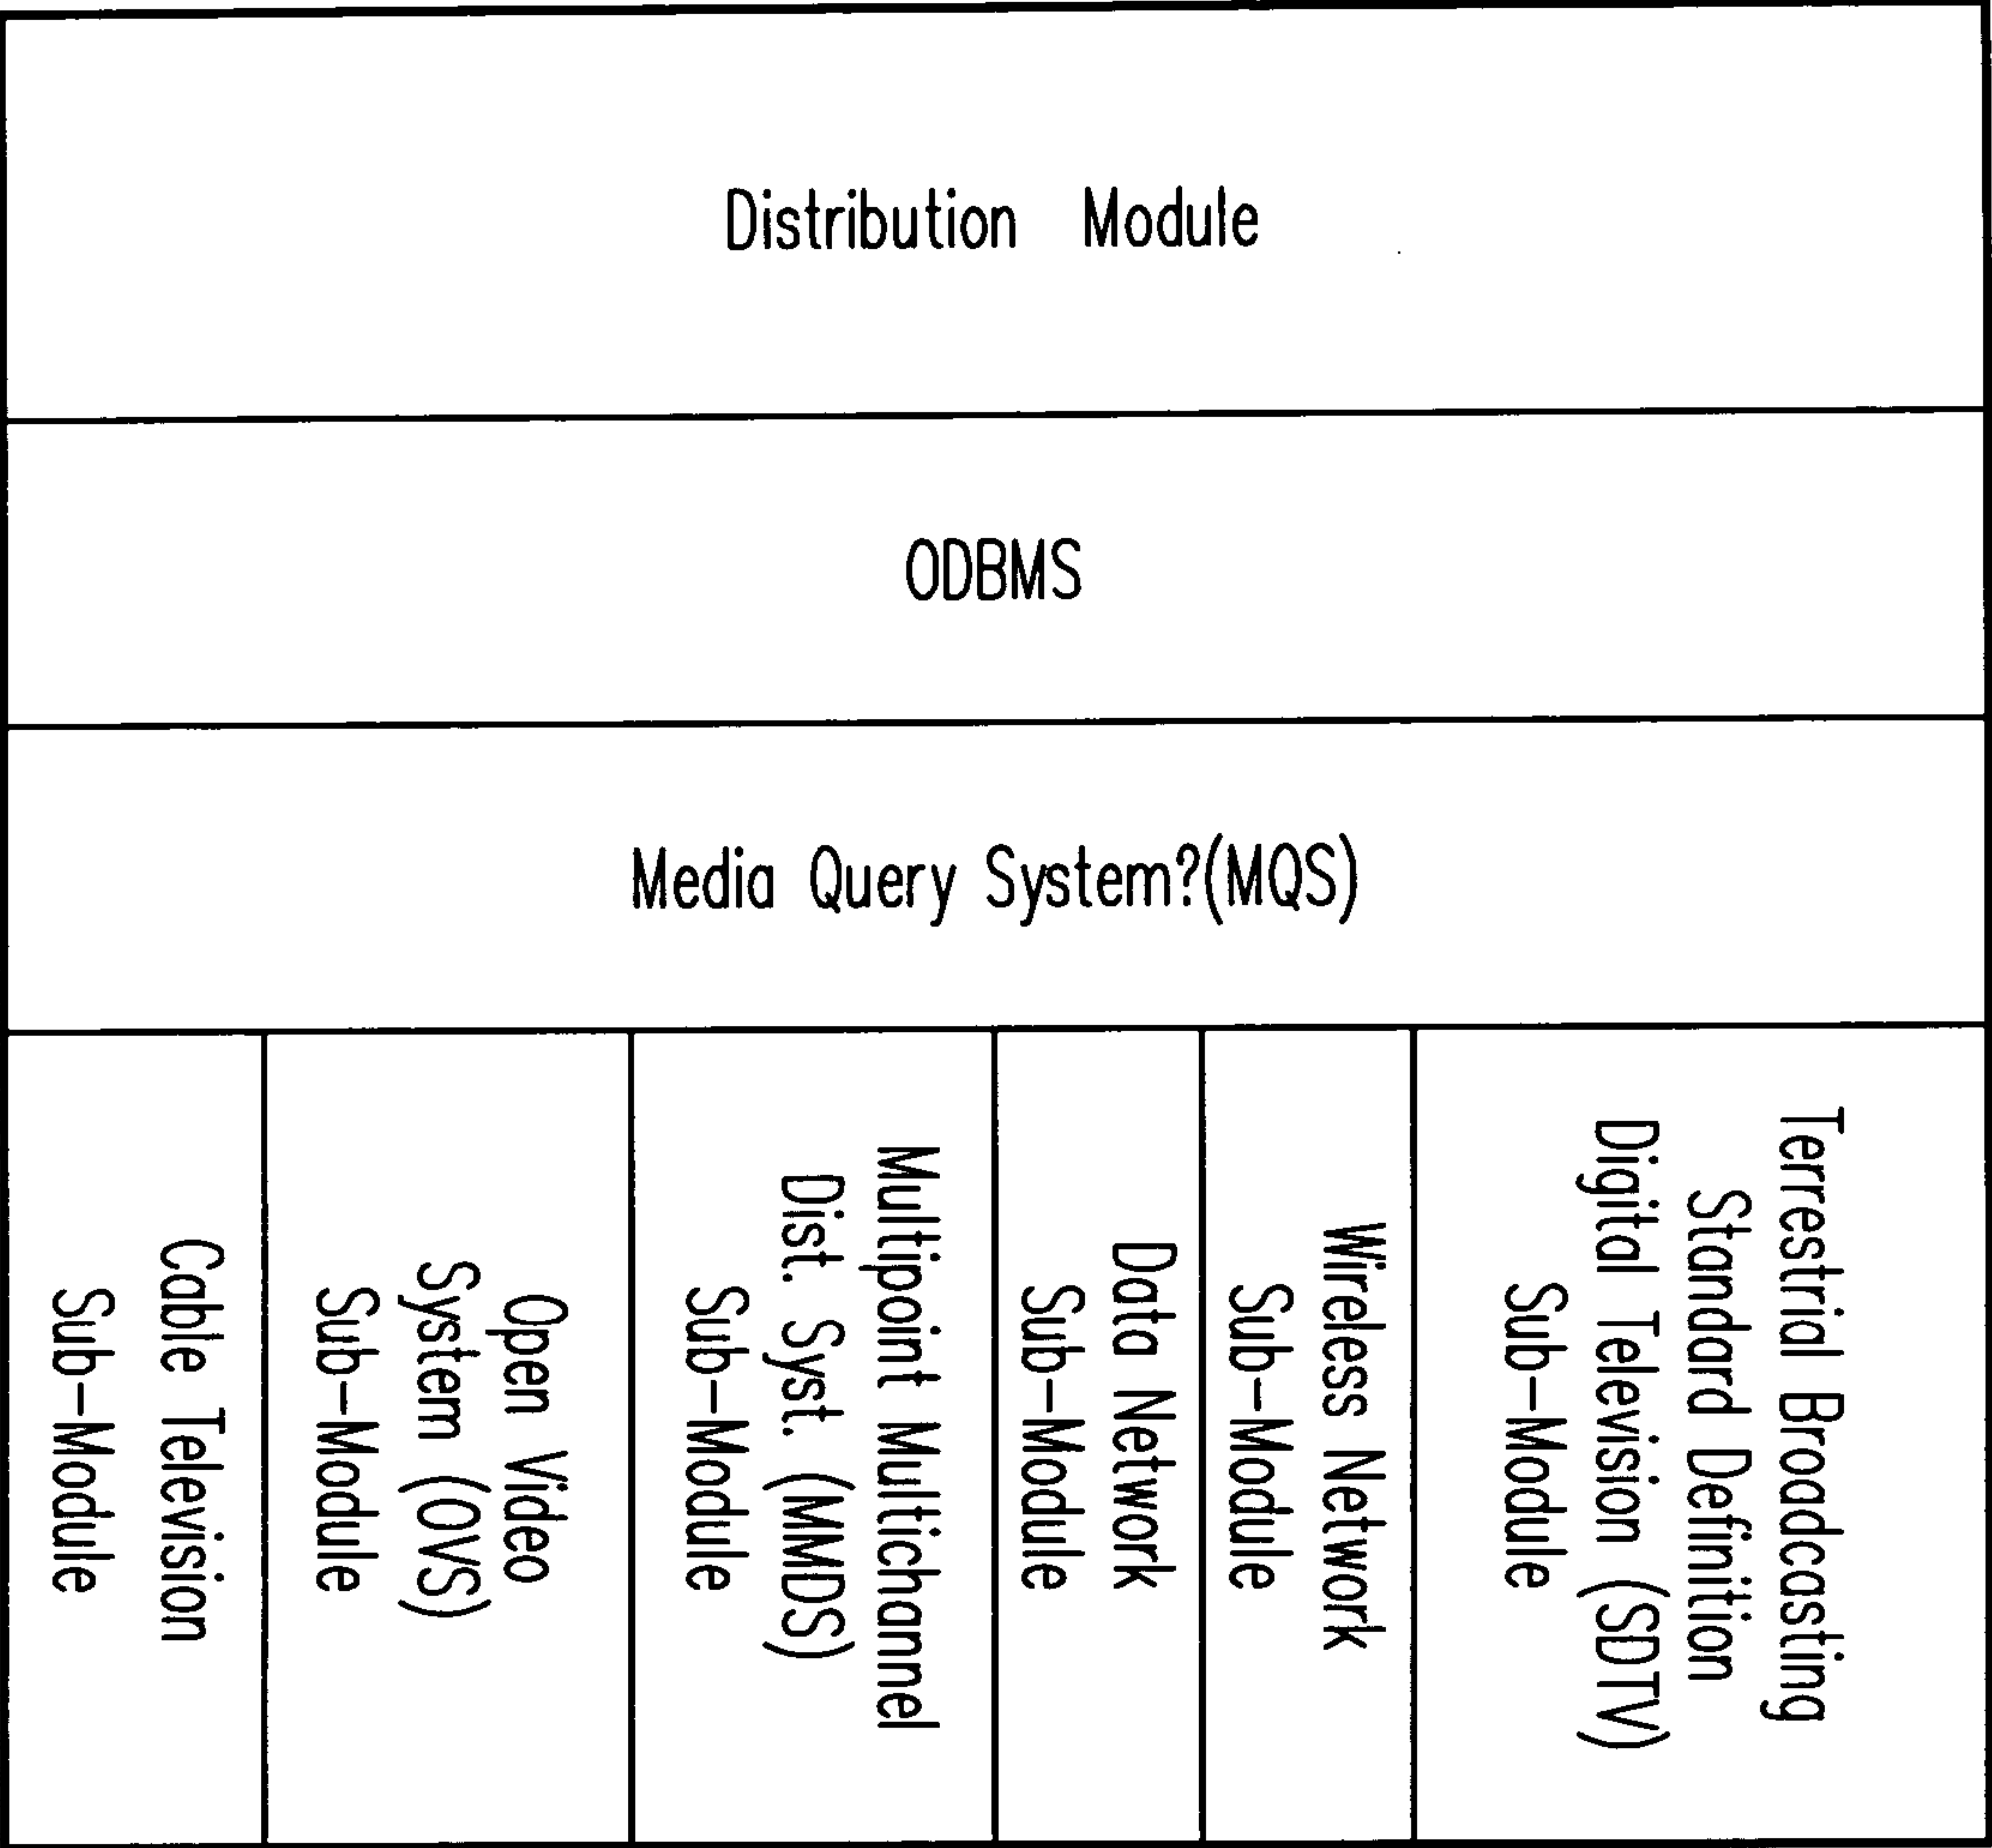 Distribution Module
ODBMS
Media Query System?(MQS)
Cable Television
Sub-Module
Open Video
System (OVS)
Sub-Module
Multipoint Multichannel
Dist. Syst. (MMDS)
Sub-Module
Data Network
Sub-Module
Wireless Network
Sub-Module
Terrestrial Broadcasting
Standard Definition
Digital Television (SDTV)
Sub-Module